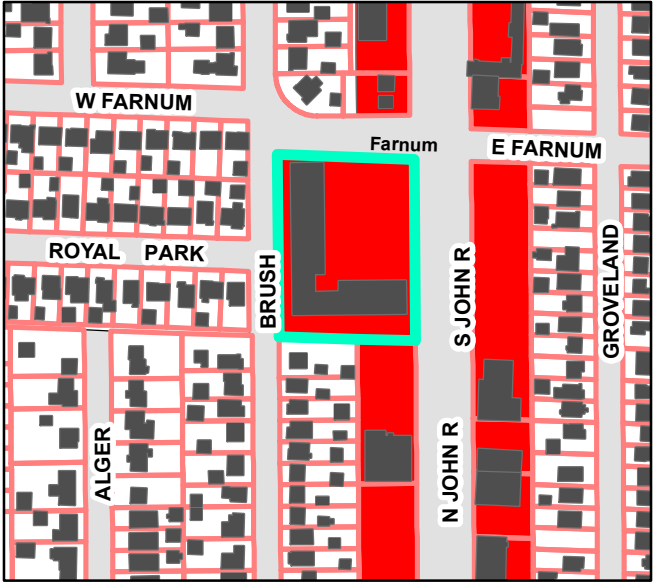 W FARNUM
Farnum
E FARNUM
ROYAL PARK
BRUSH
S JOHN R
GROVELAND
ALGER
N JOHN R